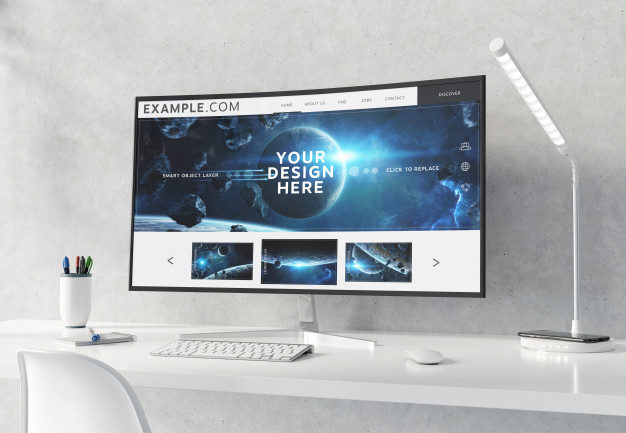 EXAMPLE.COM
HOME ABOUT US FAQ JOBS CONTACT DISCOVER
YOUR
DESIGN
HERE
SMART OBJECT LAYER
CLICK TO REPLACE